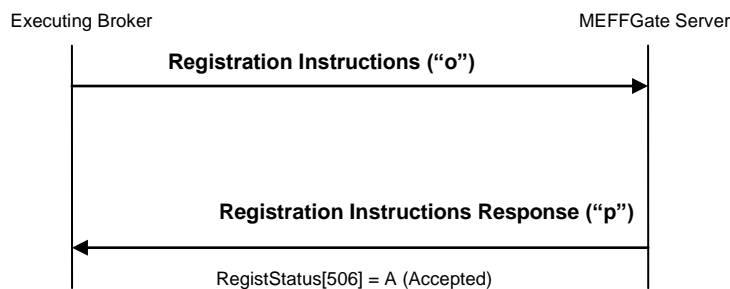 Executing Broker
MEFFGate Server
Registration Instructions (“o”)
Registration Instructions Response (“p”)
RegistStatus[506] = A (Accepted)